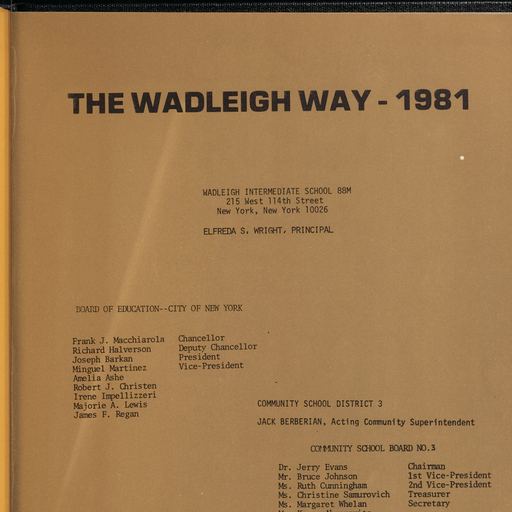 THE WADLEIGH WAY - 1981
WADLEIGH INTERMEDIATE SCHOOL 88M
215 West 114th Street
New York, New York 10026
ELFREDA S. WRIGHT, PRINCIPAL
BOARD OF EDUCATION--CITY OF NEW YORK
Frank J. Macchiarola Chancellor
Richard Halverson Deputy Chancellor
Joseph Barkan President
Minguel Martinez Vice-President
Amelia Ashe
Robert J. Christen
Irene Impellizzeri
Majorie A. Lewis
James F. Regan
COMMUNITY SCHOOL DISTRICT 3
JACK BERBERIAN, Acting Community Superintendent
COMMUNITY SCHOOL BOARD NO.3
Dr. Jerry Evans Chairman
Mr. Bruce Johnson 1st Vice-President
Ms. Ruth Cunningham 2nd Vice-President
Ms. Christine Samurovich Treasurer
Ms. Margaret Whelan Secretary